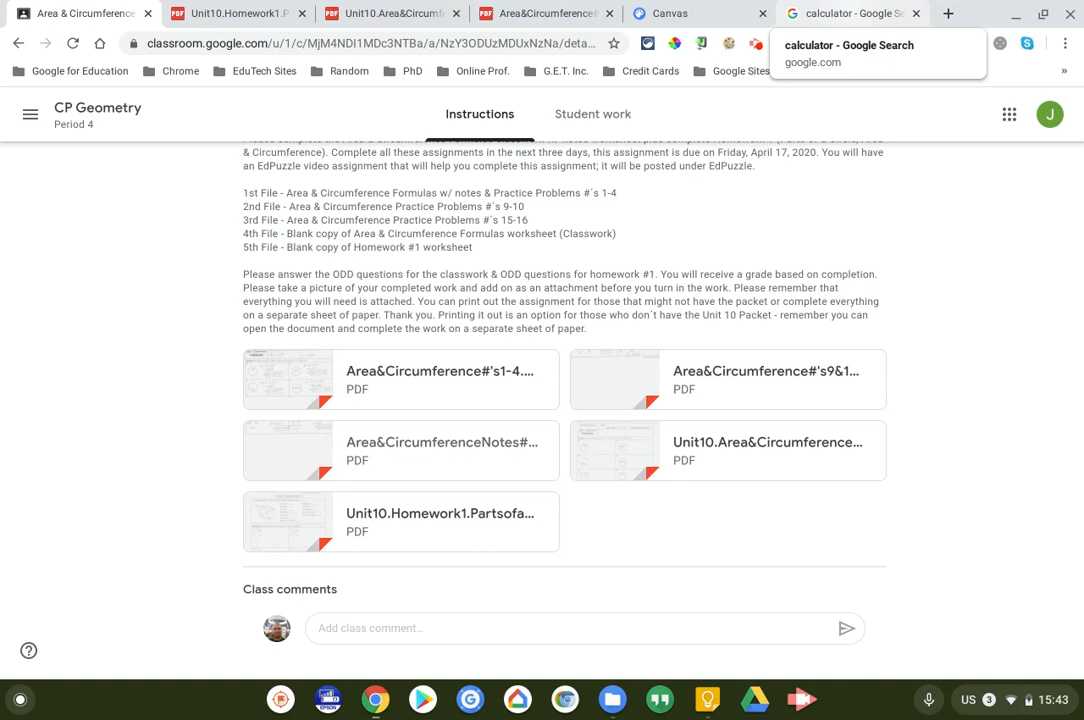 Area & Circumference
Unit10.Homework1.P
Unit10.Area&Circumf
Area&Circumference#
Canvas
calculator - Google Se
classroom.google.com/u/1/c/MjM4NDI1MDc3NTBa/a/NzY3ODUzMDUxNzNa/deta...
calculator - Google Search
google.com
Google for Education
Chrome
EduTech Sites
Random
PhD
Online Prof.
G.E.T. Inc.
Credit Cards
Google Sites
»
CP Geometry
Period 4
Instructions
Student work
J
& Circumference). Complete all these assignments in the next three days, this assignment is due on Friday, April 17, 2020. You will have
an EdPuzzle video assignment that will help you complete this assignment; it will be posted under EdPuzzle.
1st File - Area & Circumference Formulas w/ notes & Practice Problems #´s 1-4
2nd File - Area & Circumference Practice Problems #´s 9-10
3rd File - Area & Circumference Practice Problems #´s 15-16
4th File - Blank copy of Area & Circumference Formulas worksheet (Classwork)
5th File - Blank copy of Homework #1 worksheet
Please answer the ODD questions for the classwork & ODD questions for homework #1. You will receive a grade based on completion.
Please take a picture of your completed work and add on as an attachment before you turn in the work. Please remember that
everything you will need is attached. You can print out the assignment for those that might not have the packet or complete everything
on a separate sheet of paper. Thank you. Printing it out is an option for those who don´t have the Unit 10 Packet - remember you can
open the document and complete the work on a separate sheet of paper.
Area&Circumference#'s1-4....
PDF
Area&Circumference#'s9&1...
PDF
Area&CircumferenceNotes#...
PDF
Unit10.Area&Circumference...
PDF
Unit10.Homework1.Partsofa...
PDF
Class comments
Add class comment...
EPSON
US
3
15:43